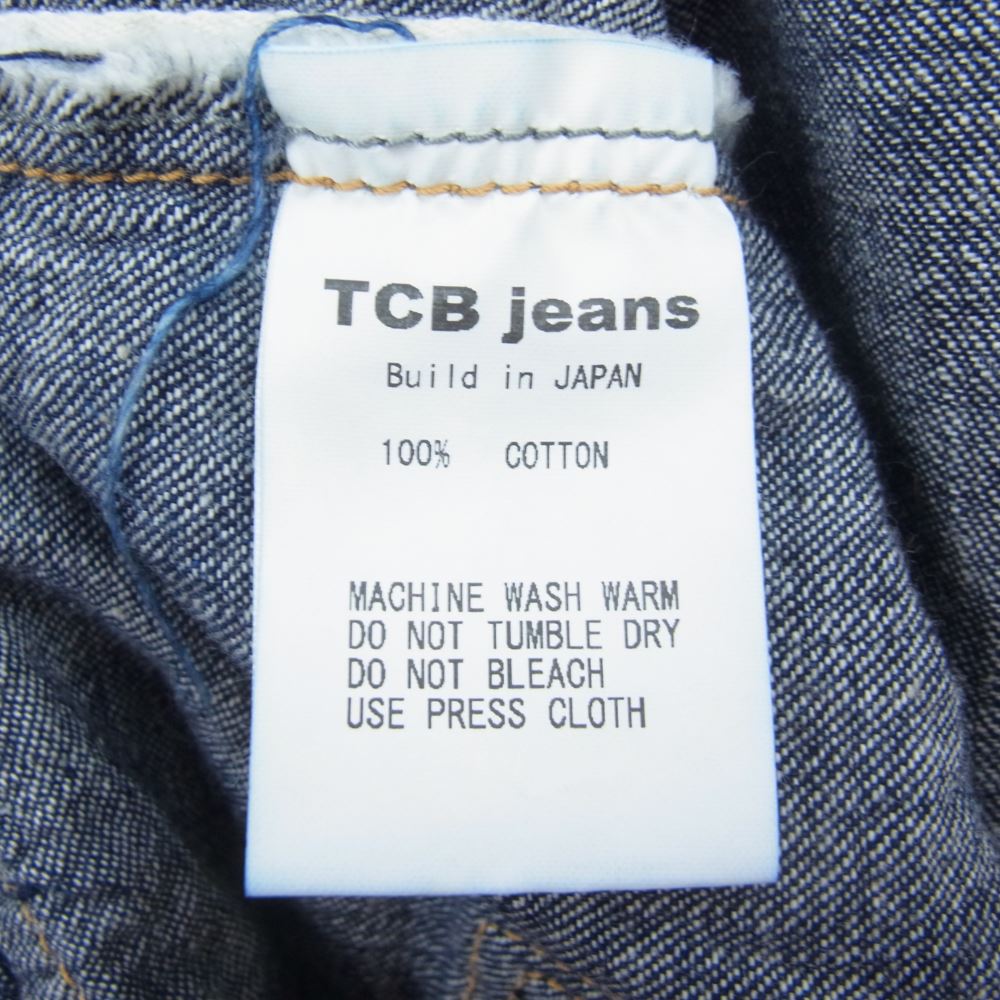 TCB jeans
Build in JAPAN
100% COTTON
MACHINE WASH WARM
DO NOT TUMBLE DRY
DO NOT BLEACH
USE PRESS CLOTH